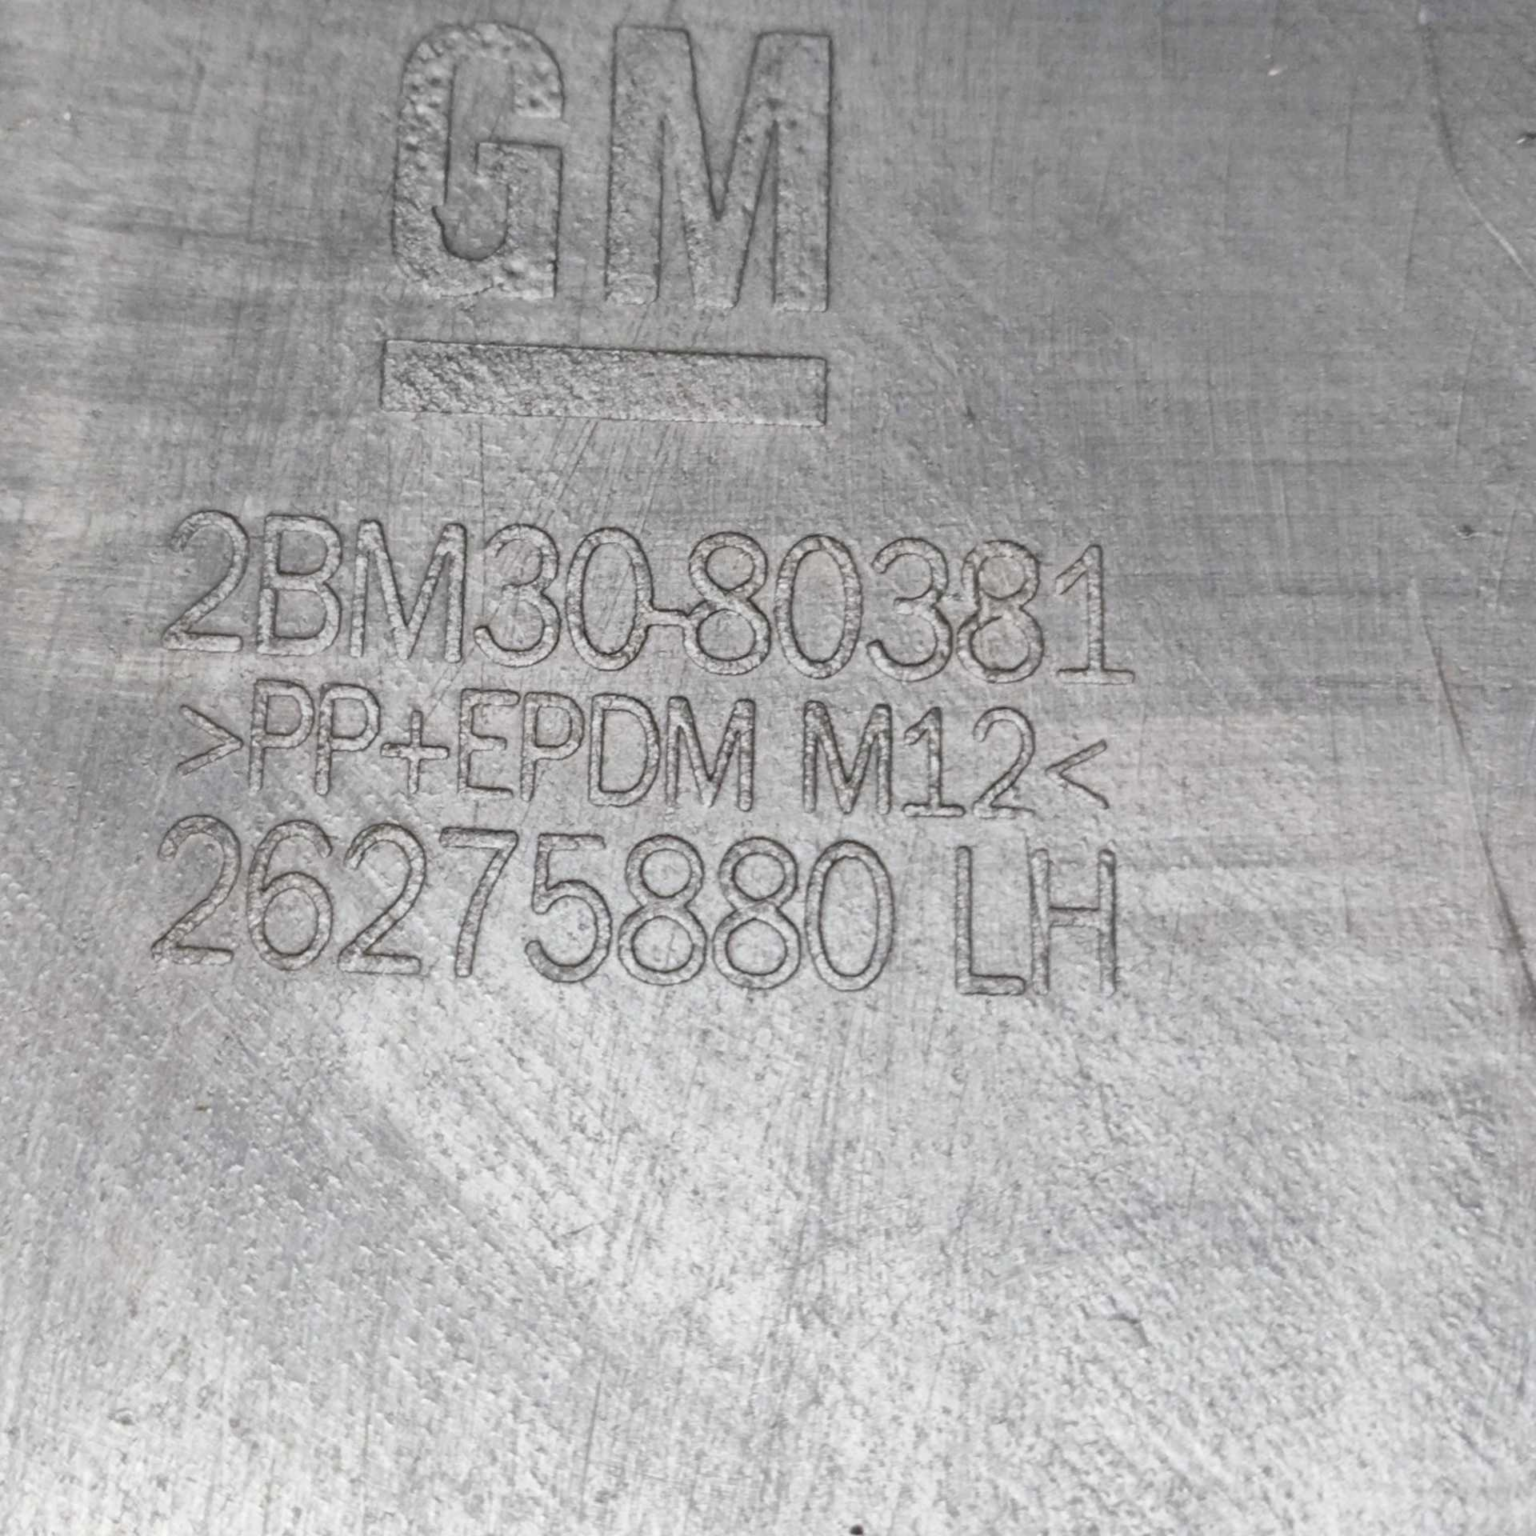 GM
2BM30-80381
>PP+EPDM M12<
26275880 LH